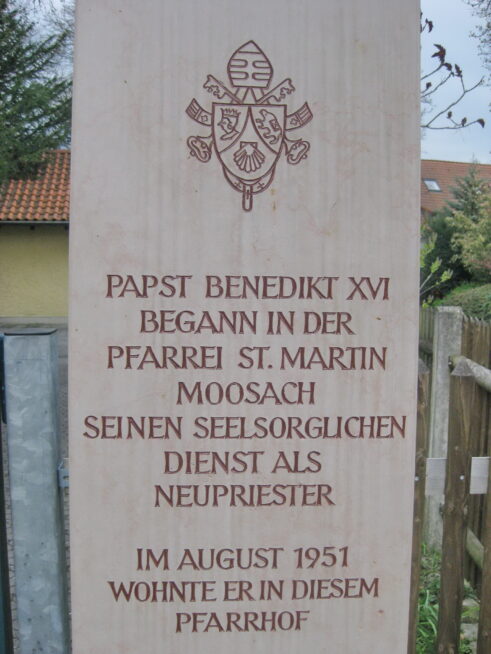 PAPST BENEDIKT XVI
BEGANN IN DER
PFARREI ST. MARTIN
MOOSACH
SEINEN SEELSORGLICHEN
DIENST ALS
NEUPRIESTER
IM AUGUST 1951
WOHNTE ER IN DIESEM
PFARRHOF